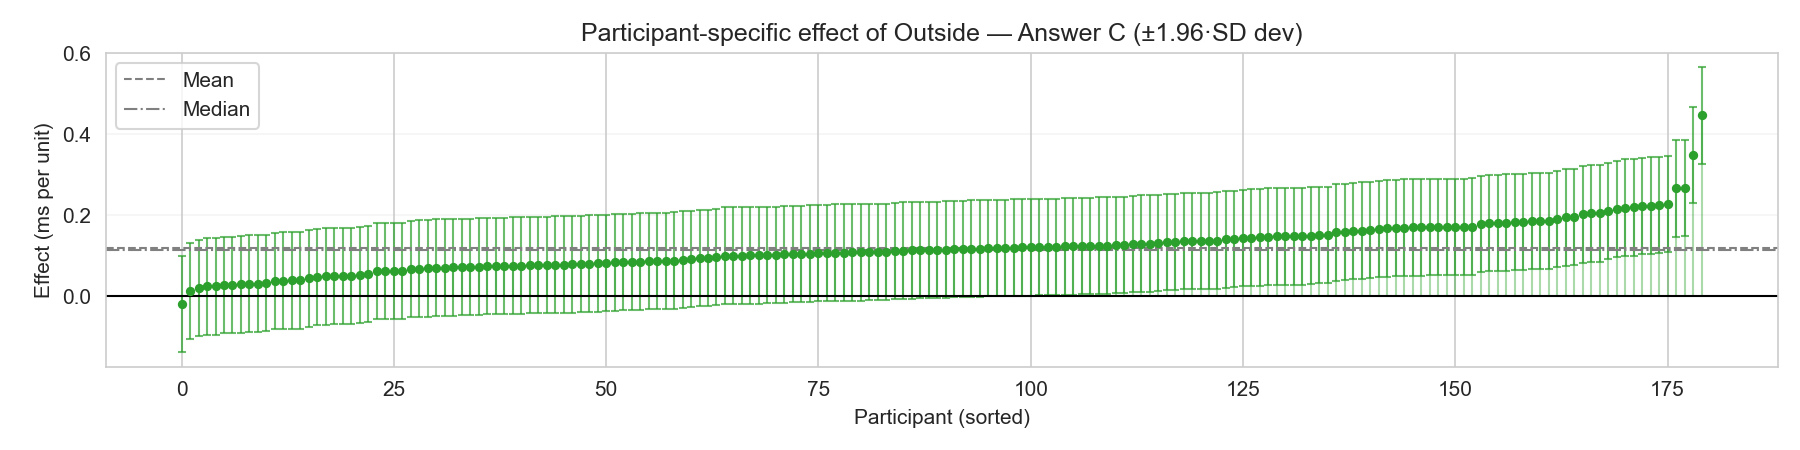 Participant-specific effect of Outside — Answer C (±1.96·SD dev)
Mean
Median
Effect (ms per unit)
0.6
0.4
0.2
0.0
0 25 50 75 100 125 150 175
Participant (sorted)